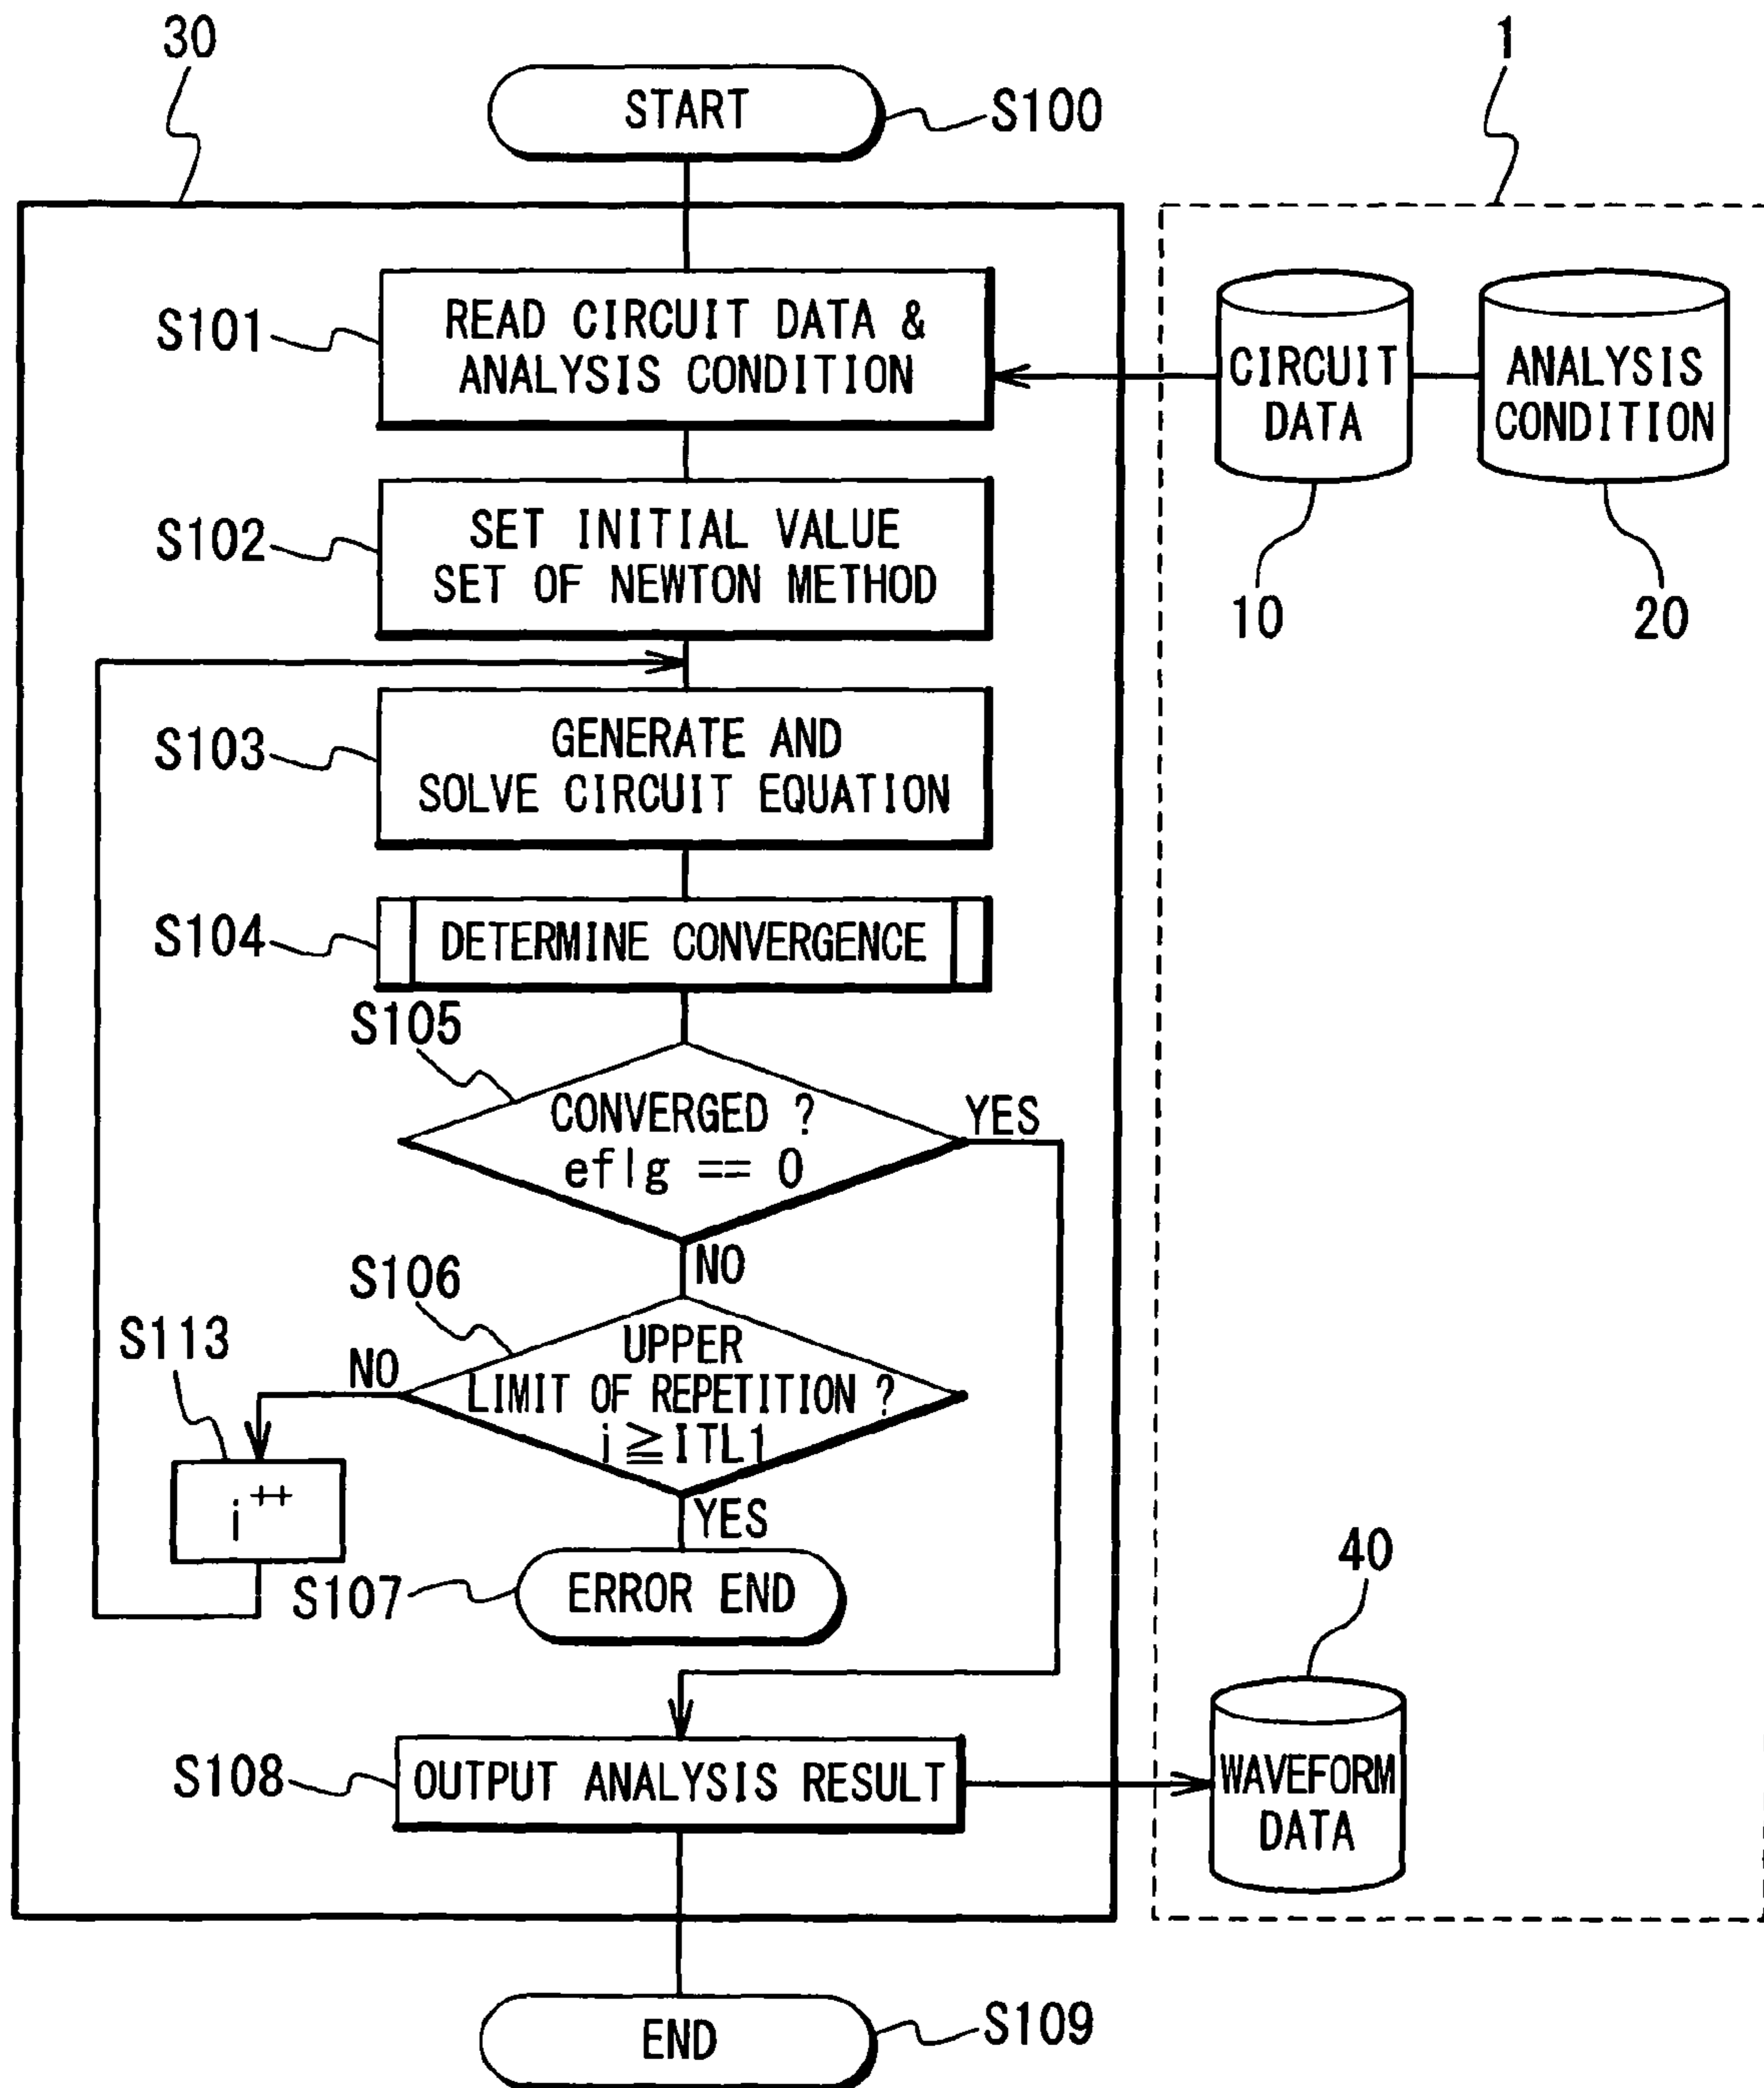 30
1
START
S100
S101
READ CIRCUIT DATA &
ANALYSIS CONDITION
CIRCUIT
DATA
ANALYSIS
CONDITION
10
20
S102
SET INITIAL VALUE
SET OF NEWTON METHOD
S103
GENERATE AND
SOLVE CIRCUIT EQUATION
S104
DETERMINE CONVERGENCE
S105
CONVERGED ?
eflg == 0
YES
NO
S106
UPPER
LIMIT OF REPETITION ?
i ≧ ITL1
NO
S113
i++
YES
S107
ERROR END
40
S108
OUTPUT ANALYSIS RESULT
WAVEFORM
DATA
END
S109